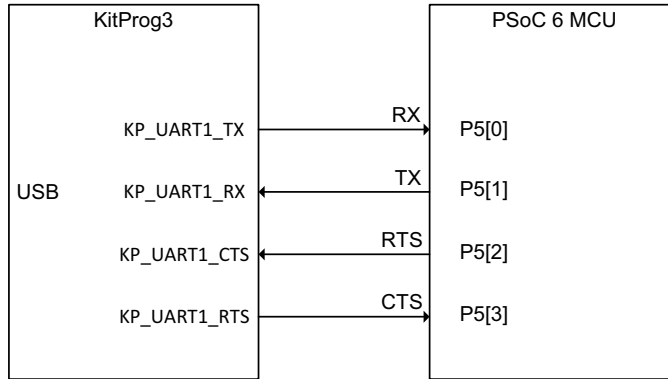 KitProg3
PSoC 6 MCU
RX
KP_UART1_TX
P5[0]
TX
USB
KP_UART1_RX
P5[1]
RTS
KP_UART1_CTS
P5[2]
CTS
KP_UART1_RTS
P5[3]